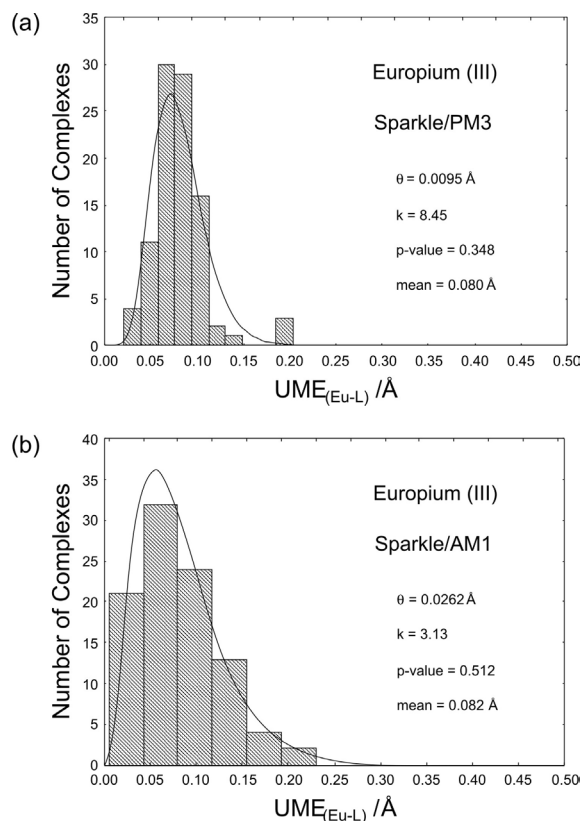 (a)
Number of Complexes
40
35
30
25
20
15
10
5
0
Europium (III)
Sparkle/PM3
θ = 0.0095 Å
k = 8.45
p-value = 0.348
mean = 0.080 Å
0.00 0.05 0.10 0.15 0.20 0.25 0.30 0.35 0.40 0.45 0.50
UME(Eu-L) /Å
(b)
Number of Complexes
40
35
30
25
20
15
10
5
0
Europium (III)
Sparkle/AM1
θ = 0.0262 Å
k = 3.13
p-value = 0.512
mean = 0.082 Å
0.00 0.05 0.10 0.15 0.20 0.25 0.30 0.35 0.40 0.45 0.50
UME(Eu-L) /Å